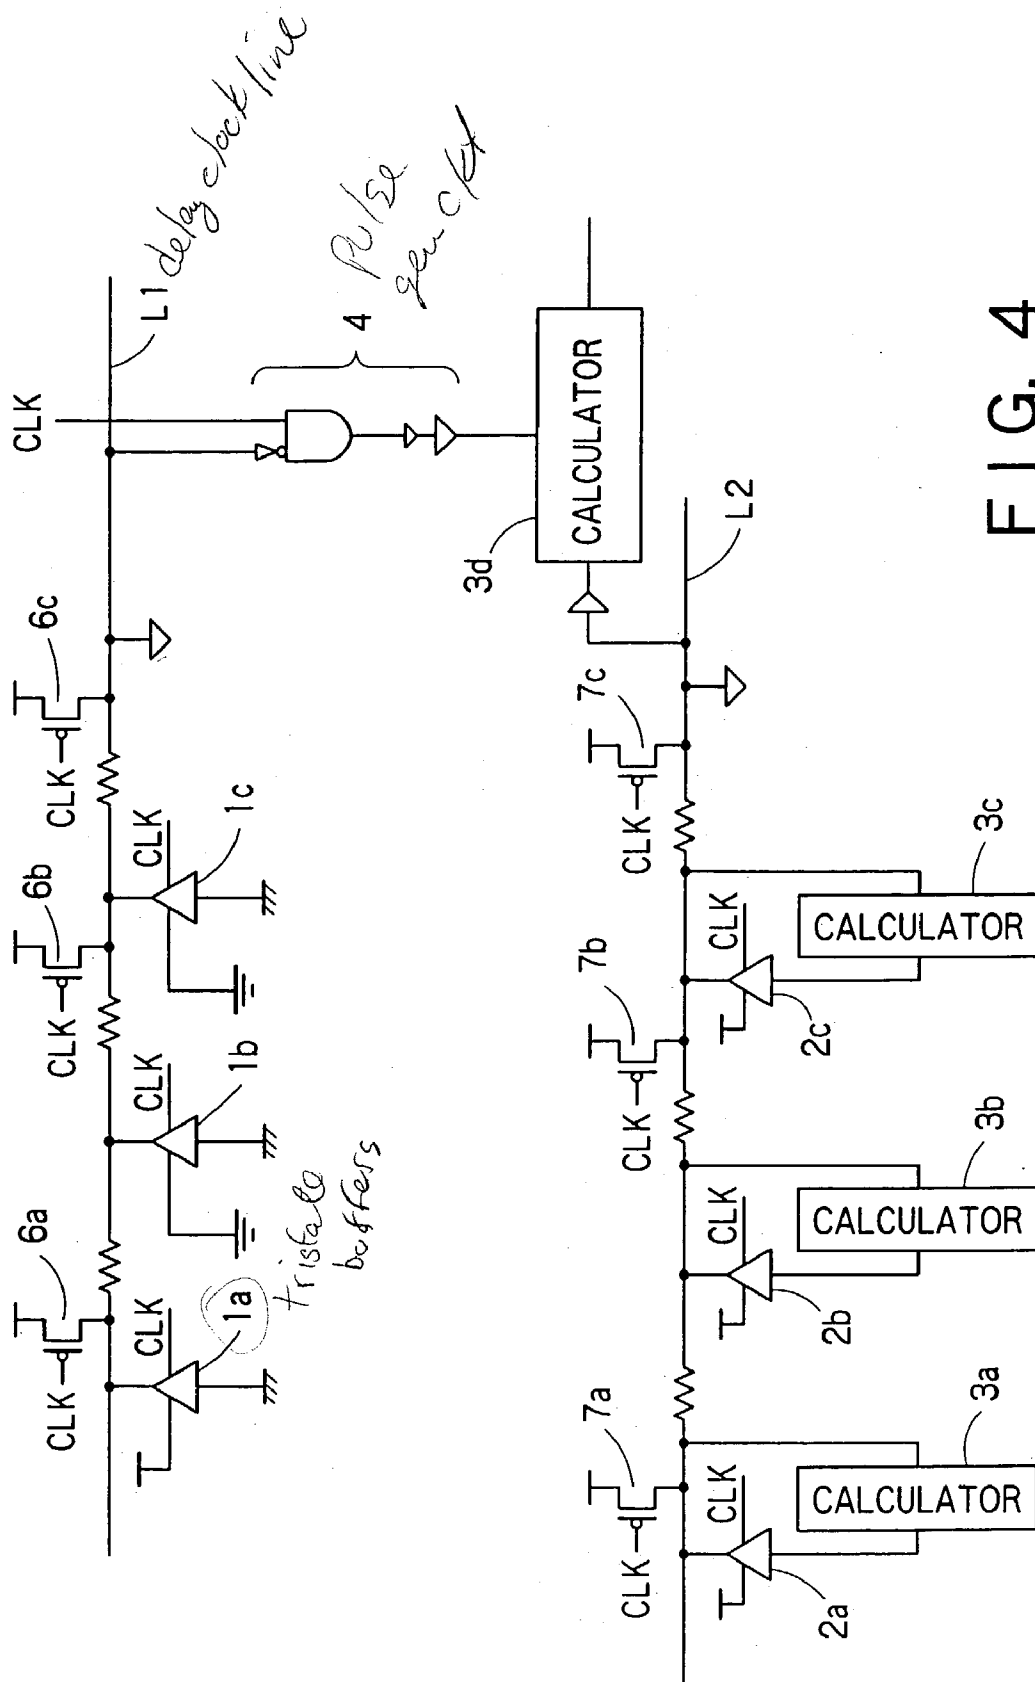 6a
CLK
6b
CLK
6c
CLK
CLK
L1 delay clock line
CLK
1a
tristate
buffers
CLK
1b
CLK
1c
4
Pulse
gen ckt
3d
CALCULATOR
7a
CLK
7b
CLK
7c
CLK
L2
CLK
2a
CALCULATOR
3a
CLK
2b
CALCULATOR
3b
CLK
2c
CALCULATOR
3c
FIG. 4